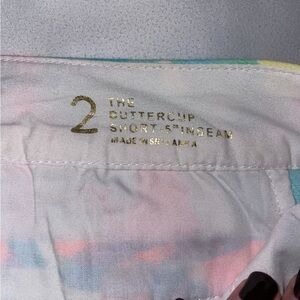 2
THE
BUTTERCUP
SHORT-5" INSEAM
MADE IN SRI LANKA